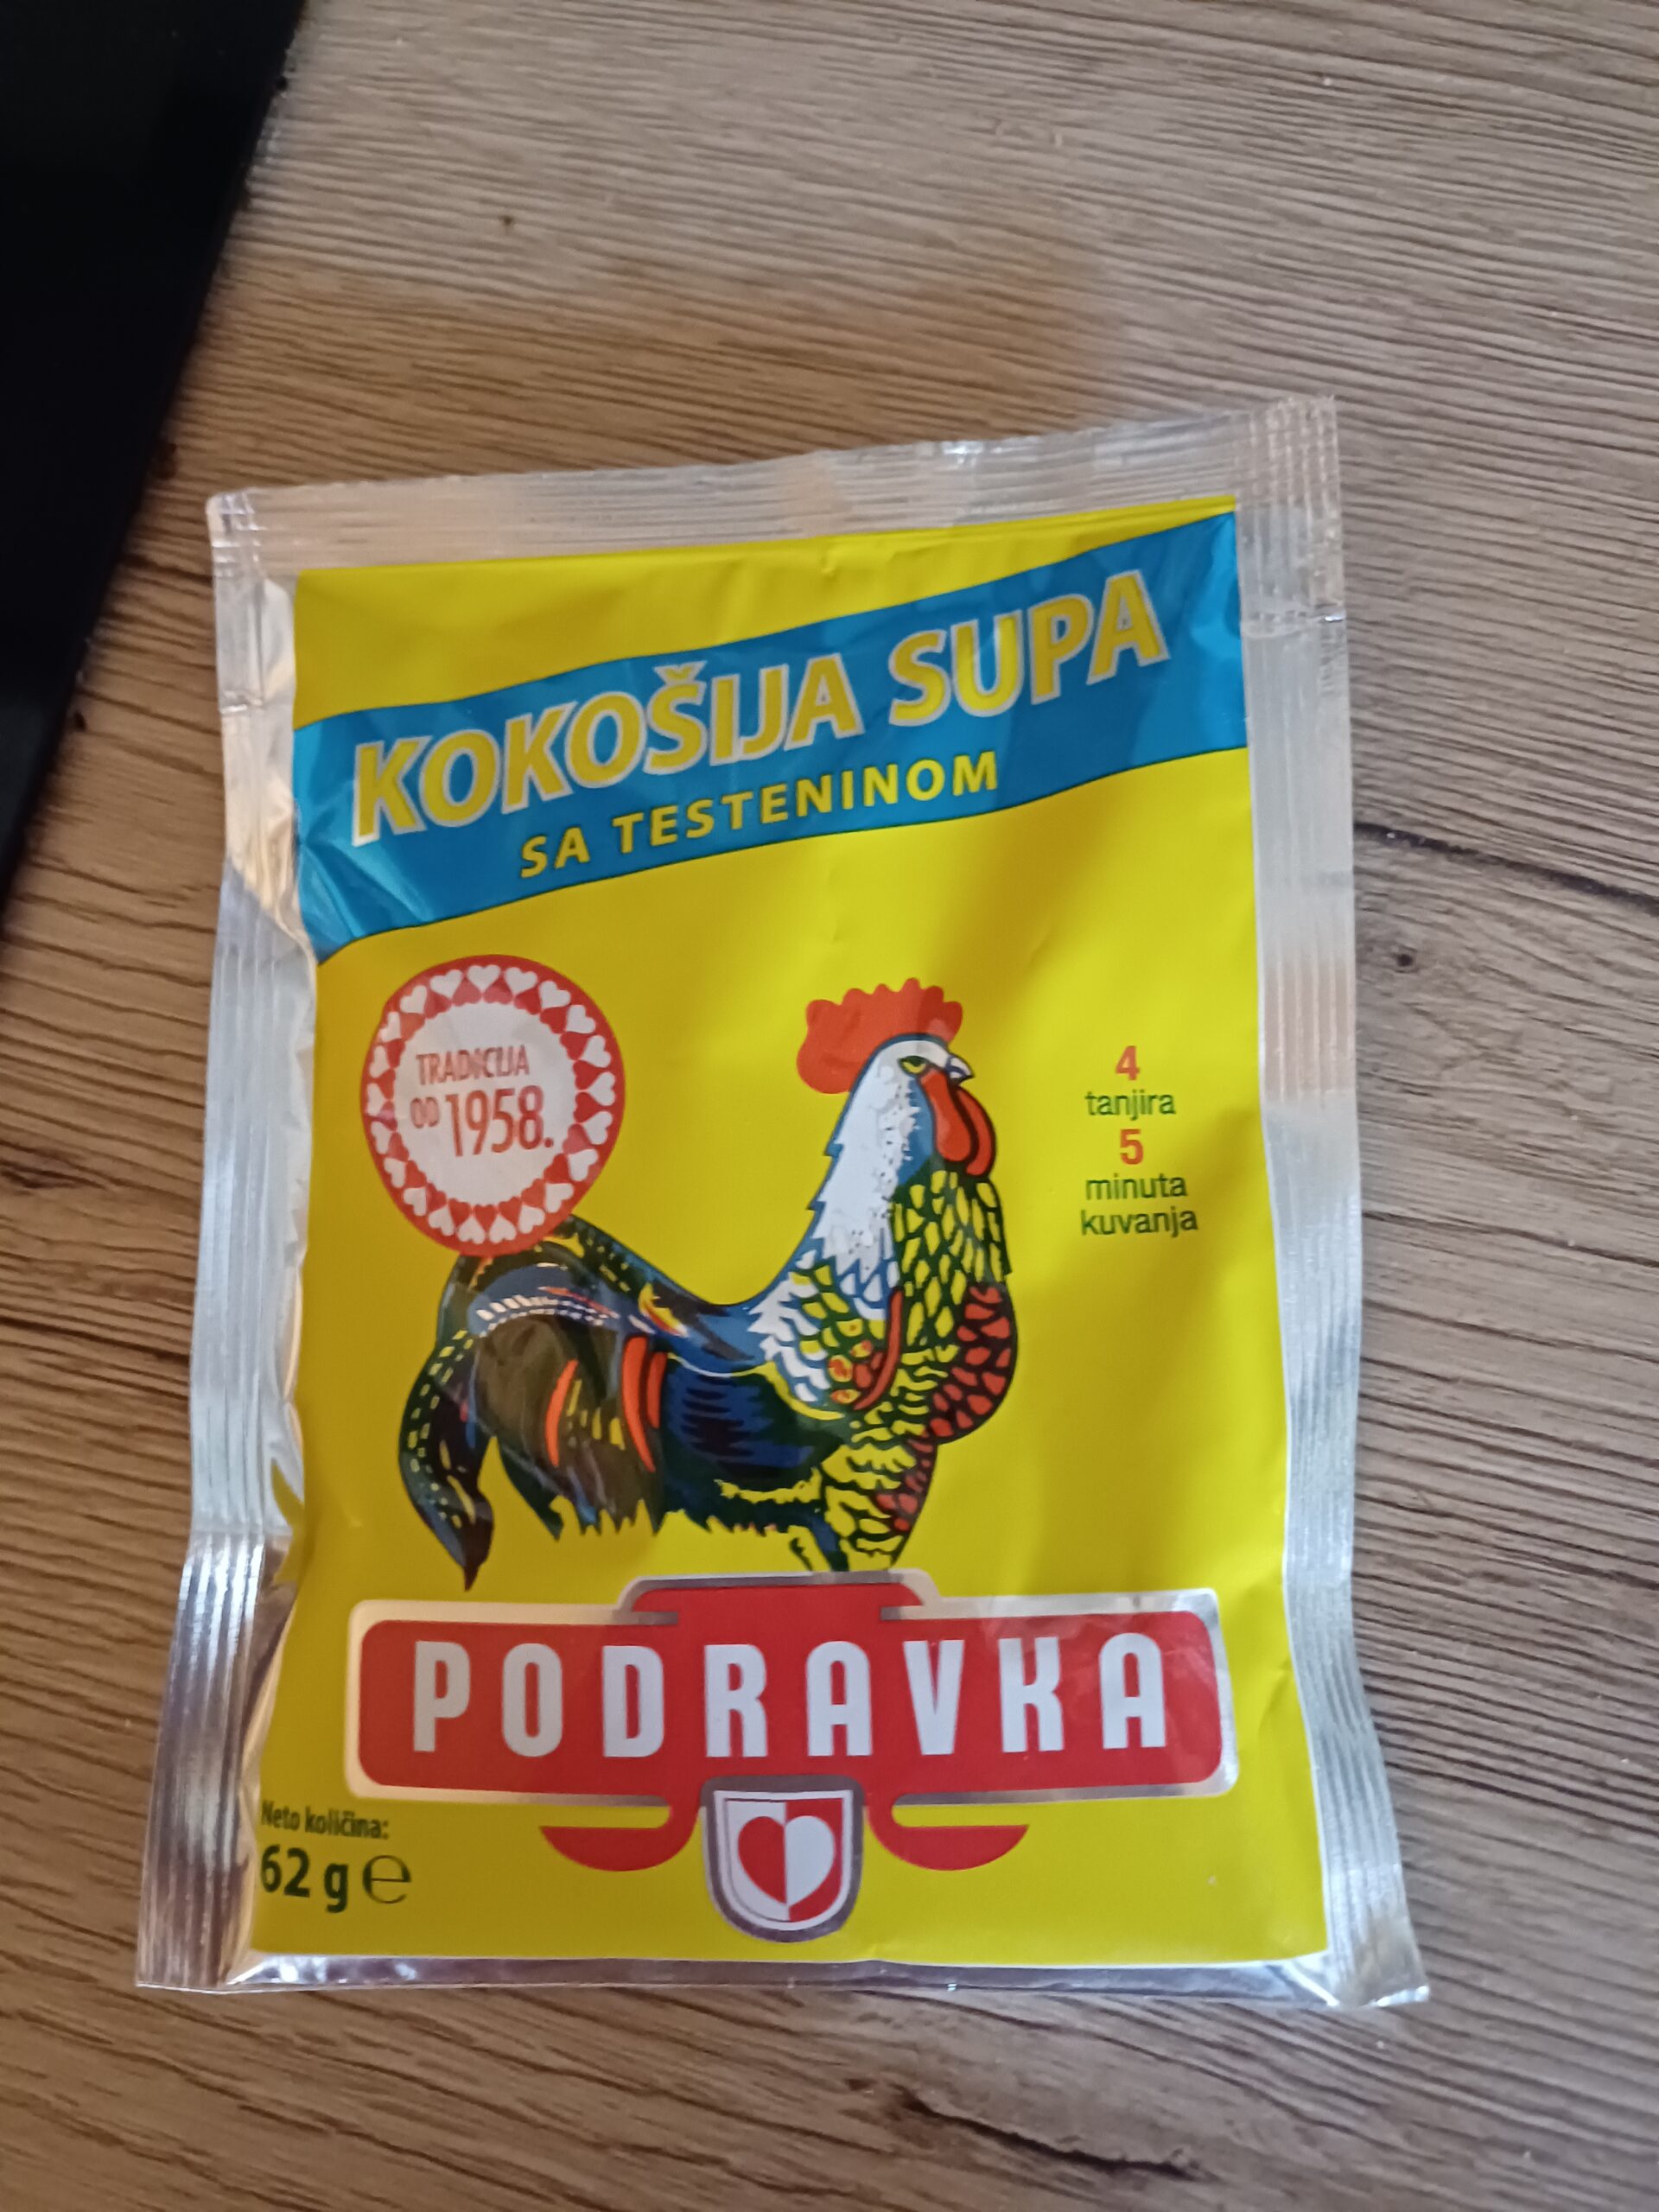 KOKOŠIJA SUPA
SA TESTENINOM
TRADICIJA
OD 1958.
4
tanjira
5
minuta
kuvanja
PODRAVKA
Neto količina:
62 g ℮